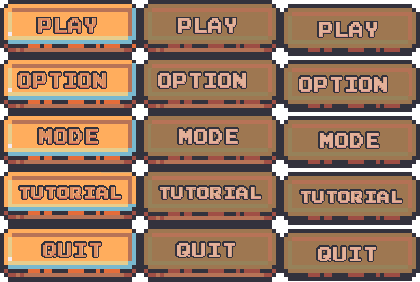 PLAY PLAY PLAY
OPTION OPTION OPTION
MODE MODE MODE
TUTORIAL TUTORIAL TUTORIAL
QUIT QUIT QUIT